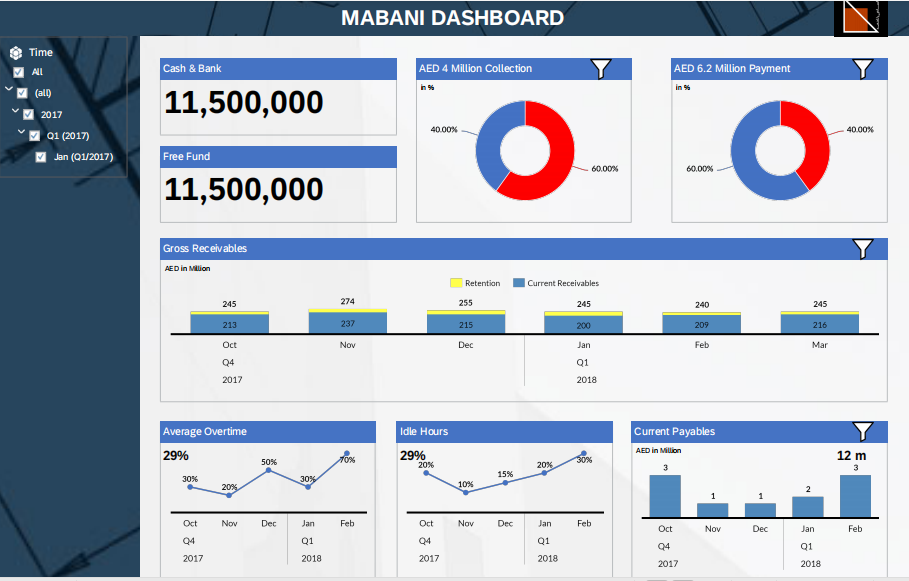 MABANI DASHBOARD
Time
All
(all)
2017
Q1 (2017)
Jan (Q1/2017)
Cash & Bank
11,500,000
Free Fund
11,500,000
AED 4 Million Collection
in %
40.00%
60.00%
AED 6.2 Million Payment
in %
40.00%
60.00%
Gross Receivables
AED in Million
Retention Current Receivables
245 274 255 245 240 245
213 237 215 200 209 216
Oct Nov Dec Jan Feb Mar
Q4 Q1
2017 2018
Average Overtime
29%
30% 20% 50% 30% 70%
Oct Nov Dec Jan Feb
Q4 Q1
2017 2018
Idle Hours
29%
20% 10% 15% 20% 30%
Oct Nov Dec Jan Feb
Q4 Q1
2017 2018
Current Payables
AED in Million
12 m
3 1 1 2 3
Oct Nov Dec Jan Feb
Q4 Q1
2017 2018